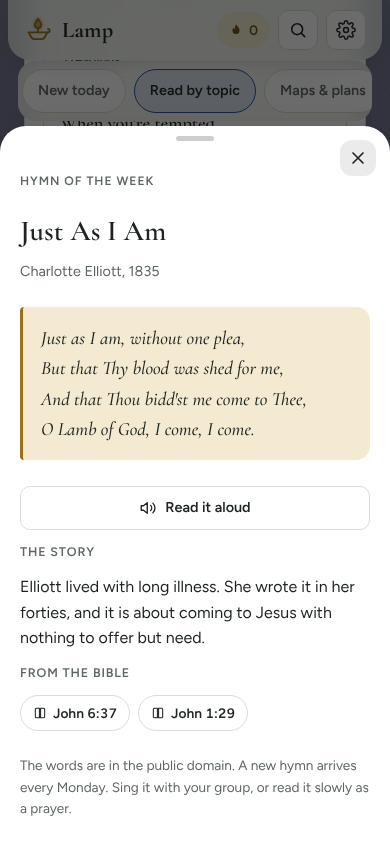 Lamp
0
New today
Read by topic
Maps & plans
When you're tempted
HYMN OF THE WEEK
Just As I Am
Charlotte Elliott, 1835
Just as I am, without one plea,
But that Thy blood was shed for me,
And that Thou bidd'st me come to Thee,
O Lamb of God, I come, I come.
Read it aloud
THE STORY
Elliott lived with long illness. She wrote it in her
forties, and it is about coming to Jesus with
nothing to offer but need.
FROM THE BIBLE
John 6:37
John 1:29
The words are in the public domain. A new hymn arrives
every Monday. Sing it with your group, or read it slowly as
a prayer.